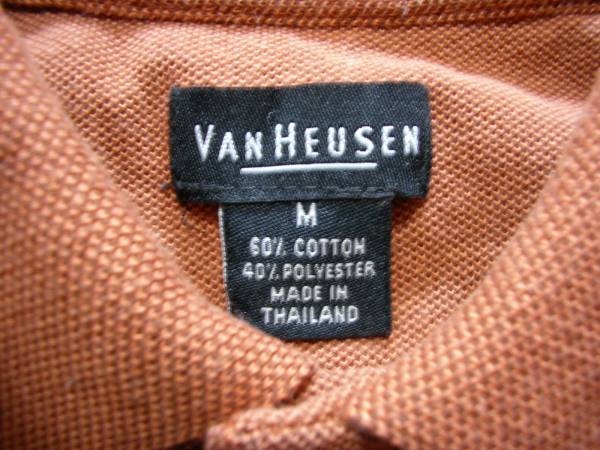 VAN HEUSEN
M
60% COTTON
40% POLYESTER
MADE IN
THAILAND